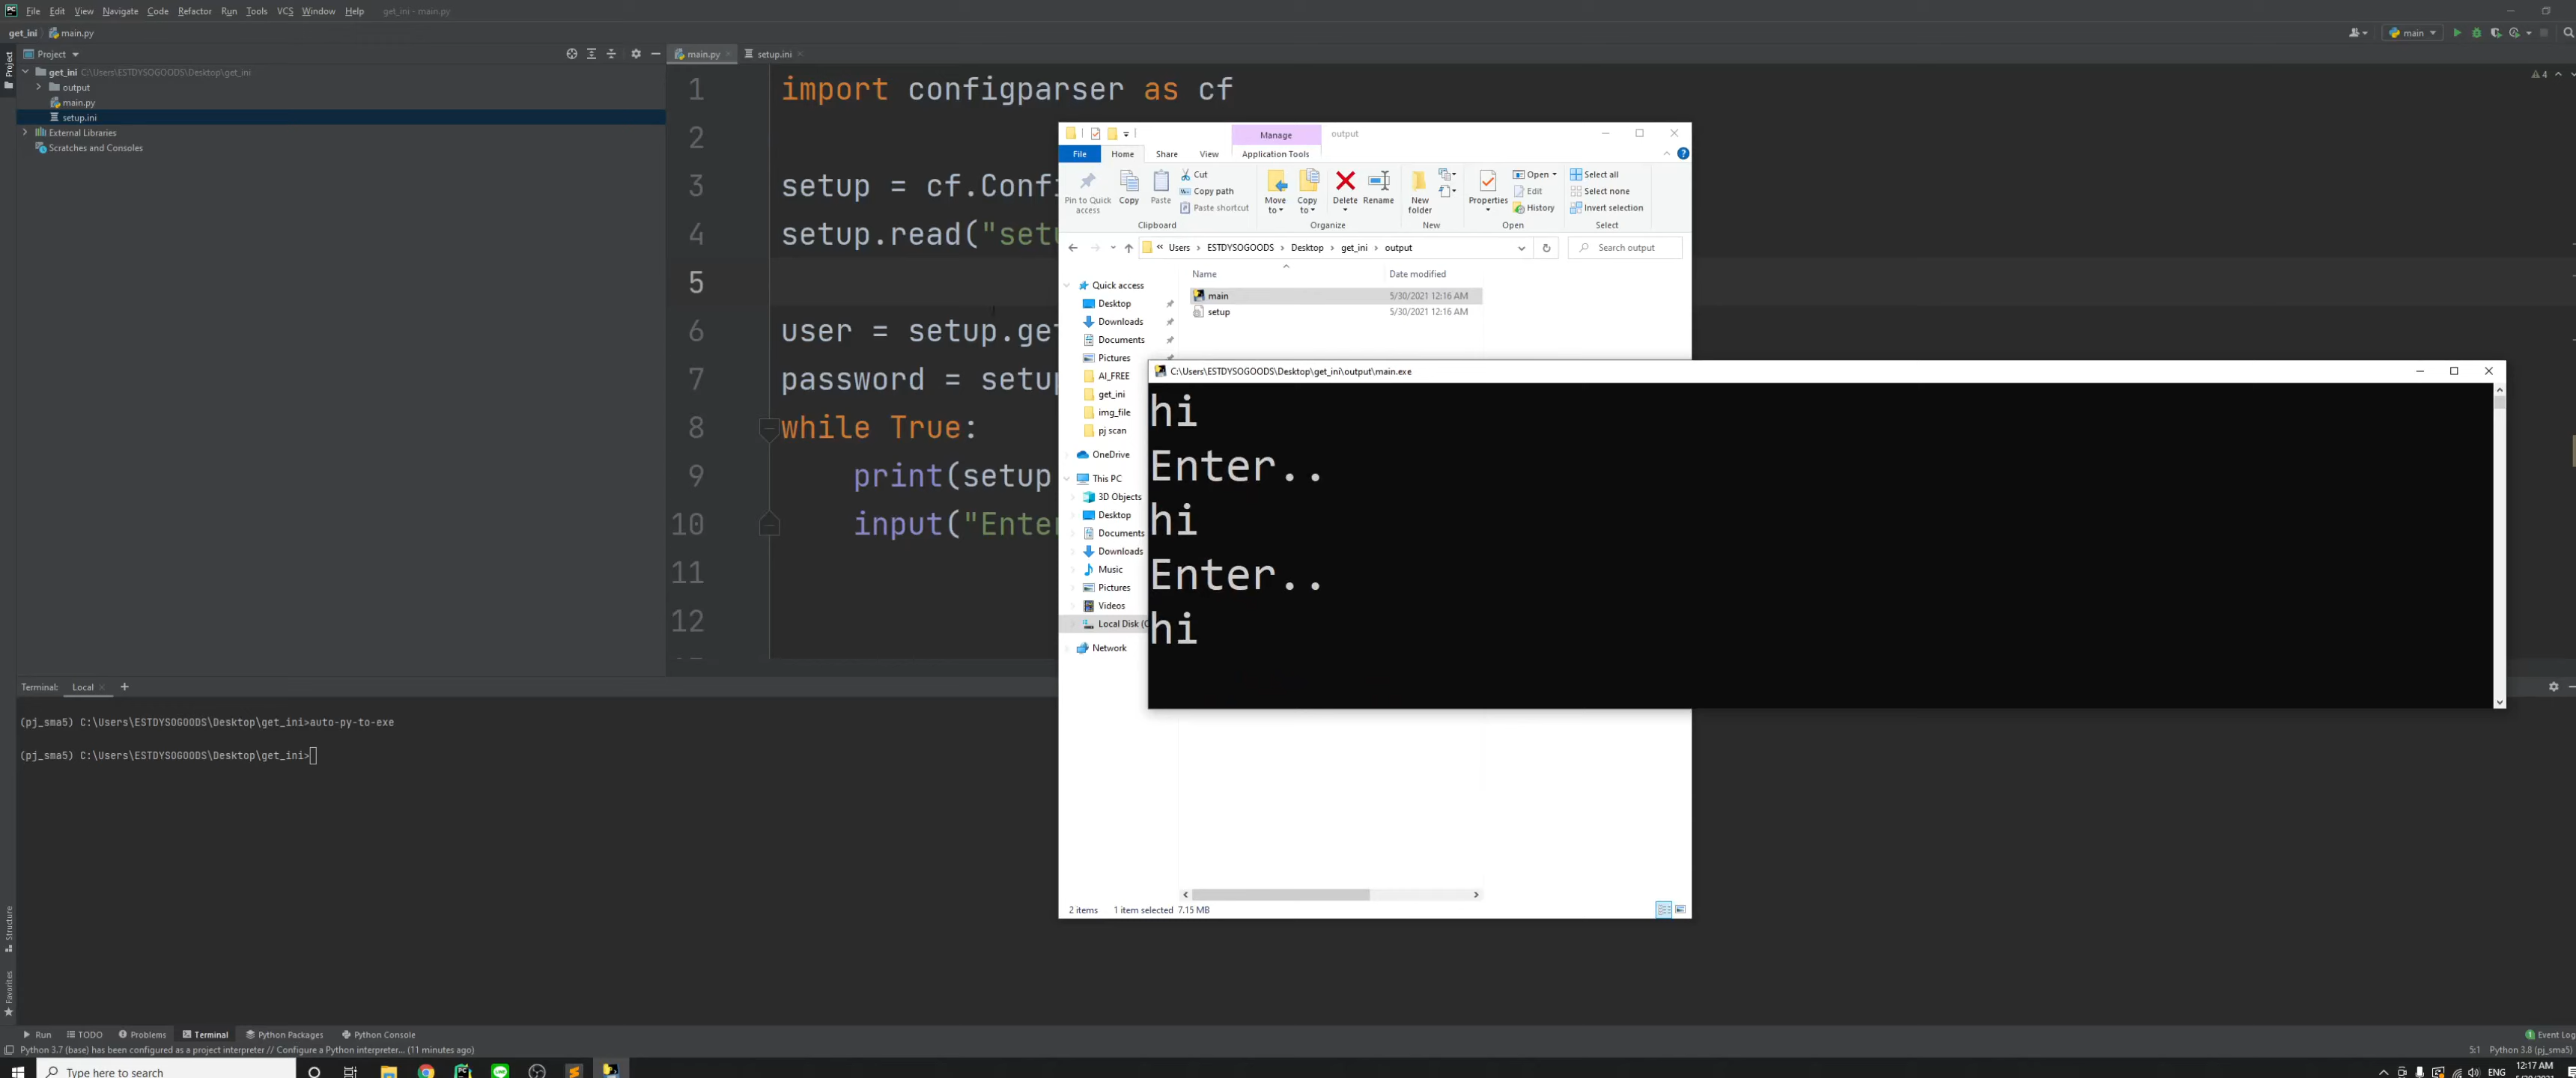 File Edit View Navigate Code Refactor Run Tools VCS Window Help get_ini - main.py
get_ini main.py
main
Project
Project
main.py
setup.ini
get_ini C:\Users\ESTDYSOGOODS\Desktop\get_ini
output
main.py
setup.ini
External Libraries
Scratches and Consoles
4
1 import configparser as cf
2
3 setup = cf.Confi
4 setup.read("setu
5
6 user = setup.get
7 password = setup
8 while True:
9 print(setup
10 input("Enter
11
12
Manage
output
File
Home
Share
View
Application Tools
Pin to Quick access
Copy
Paste
Cut
Copy path
Paste shortcut
Clipboard
Move to
Copy to
Delete
Rename
Organize
New folder
New
Properties
Open
Edit
History
Open
Select all
Select none
Invert selection
Select
Users
ESTDYSOGOODS
Desktop
get_ini
output
Search output
Name
Date modified
main 5/30/2021 12:16 AM
setup 5/30/2021 12:16 AM
Quick access
Desktop
Downloads
Documents
Pictures
AI_FREE
get_ini
img_file
pj scan
OneDrive
This PC
3D Objects
Desktop
Documents
Downloads
Music
Pictures
Videos
Local Disk (C
Network
2 items 1 item selected 7.15 MB
C:\Users\ESTDYSOGOODS\Desktop\get_ini\output\main.exe
hi
Enter..
hi
Enter..
hi
Terminal: Local
(pj_sma5) C:\Users\ESTDYSOGOODS\Desktop\get_ini>auto-py-to-exe
(pj_sma5) C:\Users\ESTDYSOGOODS\Desktop\get_ini>
Structure
Favorites
Run TODO Problems Terminal Python Packages Python Console
1 Event Log
Python 3.7 (base) has been configured as a project interpreter // Configure a Python interpreter... (11 minutes ago)
5:1 Python 3.8 (pj_sma5)
Type here to search
ENG
12:17 AM